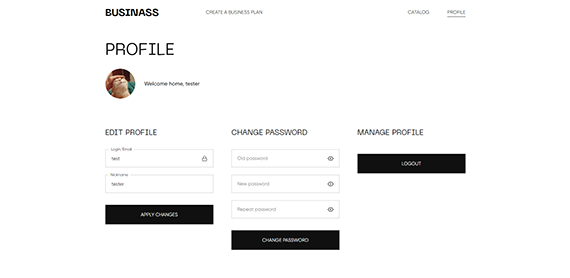 BUSINASS
CREATE A BUSINESS PLAN
CATALOG
PROFILE
PROFILE
Welcome home, tester
EDIT PROFILE
Login/Email
test
Nickname
tester
APPLY CHANGES
CHANGE PASSWORD
Old password
New password
Repeat password
CHANGE PASSWORD
MANAGE PROFILE
LOGOUT